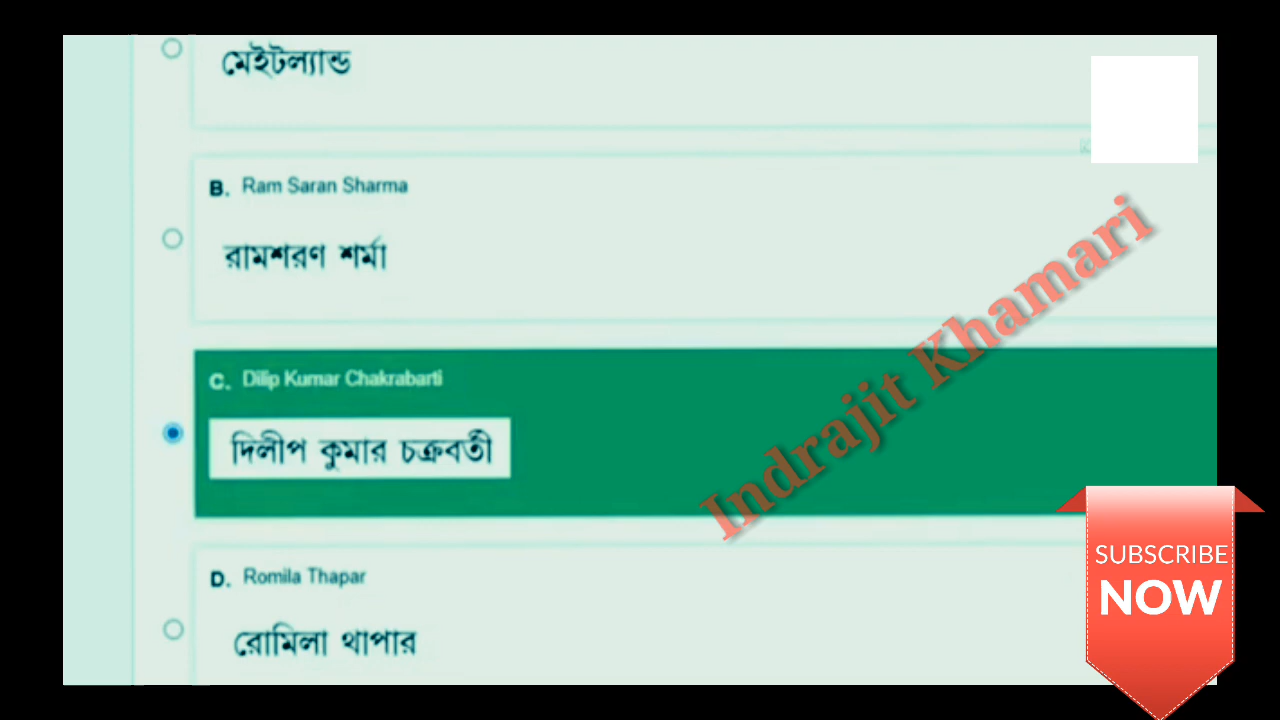 মেইটল্যান্ড
B. Ram Saran Sharma
রামশরণ শর্মা
C. Dilip Kumar Chakrabarti
দিলীপ কুমার চক্রবর্তী
D. Romila Thapar
রোমিলা থাপার
Indrajit Khamari
SUBSCRIBE
NOW